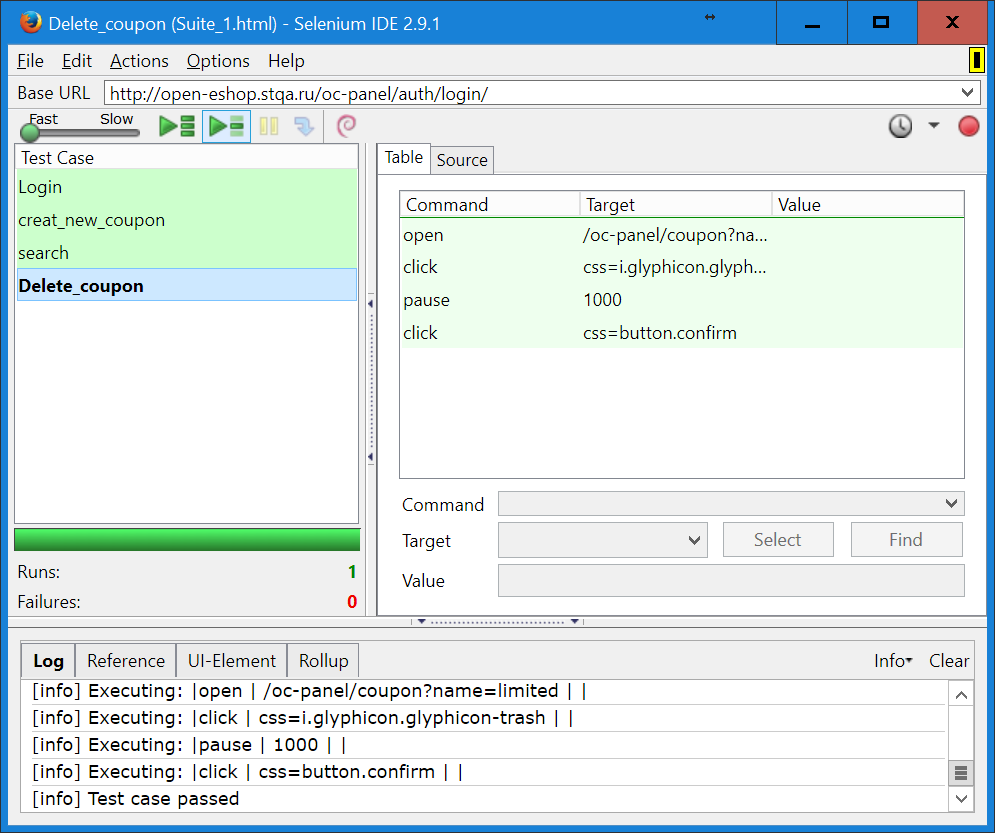 Delete_coupon (Suite_1.html) - Selenium IDE 2.9.1
File Edit Actions Options Help
Base URL http://open-eshop.stqa.ru/oc-panel/auth/login/
Fast Slow
Test Case
Login
creat_new_coupon
search
Delete_coupon
Runs: 1
Failures: 0
Table Source
Command Target Value
open /oc-panel/coupon?na...
click css=i.glyphicon.glyph...
pause 1000
click css=button.confirm
Command
Target Select Find
Value
Log Reference UI-Element Rollup Info Clear
[info] Executing: |open | /oc-panel/coupon?name=limited | |
[info] Executing: |click | css=i.glyphicon.glyphicon-trash | |
[info] Executing: |pause | 1000 | |
[info] Executing: |click | css=button.confirm | |
[info] Test case passed